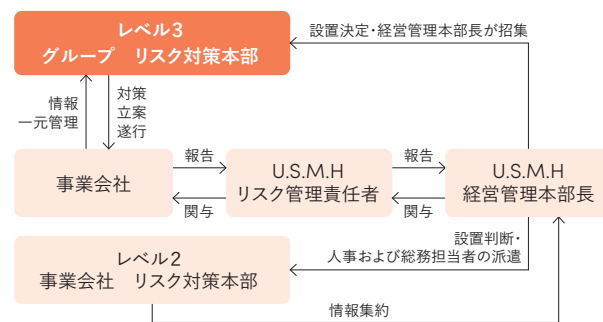 レベル3
グループ　リスク対策本部
設置決定・経営管理本部長が招集
情報
一元管理
対策
立案
遂行
事業会社
報告
関与
U.S.M.H
リスク管理責任者
報告
関与
U.S.M.H
経営管理本部長
設置判断・
人事および総務担当者の派遣
レベル2
事業会社　リスク対策本部
情報集約